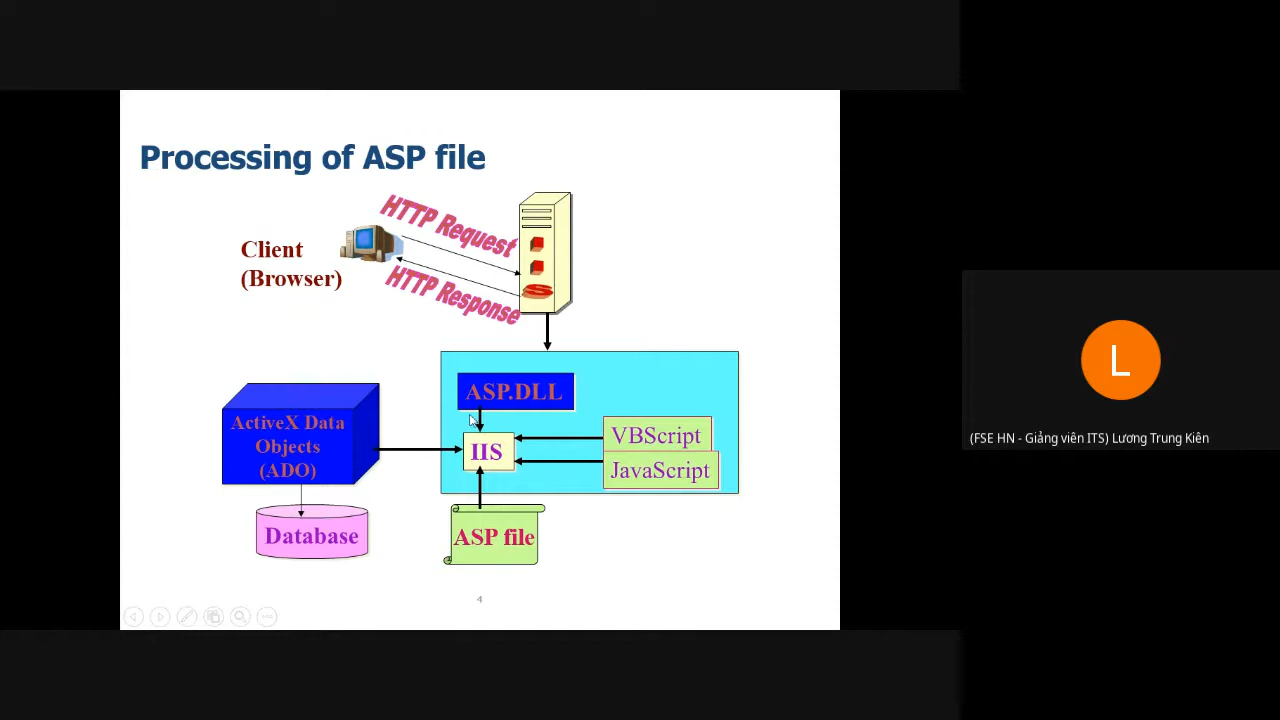 Processing of ASP file
HTTP Request
Client
(Browser)
HTTP Response
ASP.DLL
ActiveX Data
Objects
(ADO)
IIS
VBScript
JavaScript
Database
ASP file
4
L
(FSE HN - Giảng viên ITS) Lương Trung Kiên